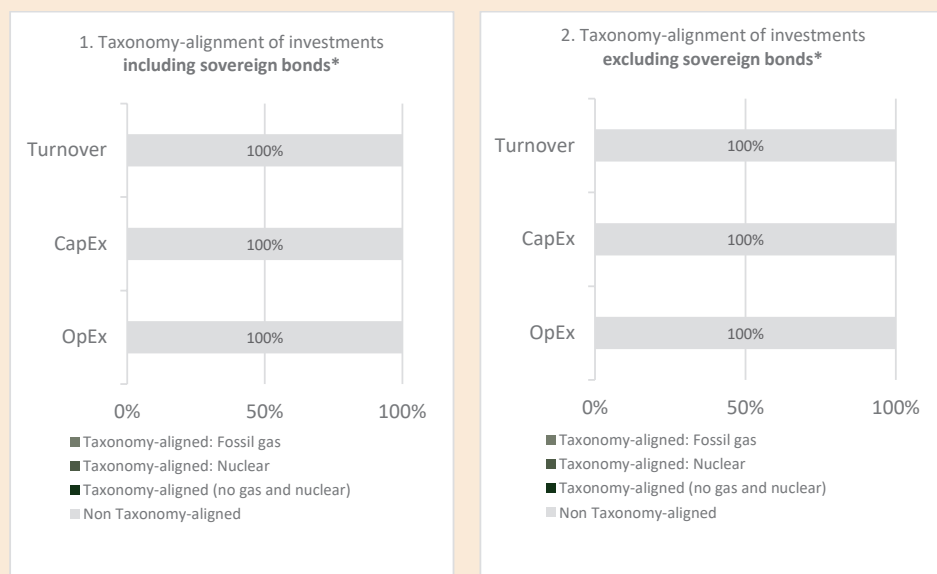 1. Taxonomy-alignment of investments
including sovereign bonds*
Turnover
100%
CapEx
100%
OpEx
100%
0%
50%
100%
Taxonomy-aligned: Fossil gas
Taxonomy-aligned: Nuclear
Taxonomy-aligned (no gas and nuclear)
Non Taxonomy-aligned
2. Taxonomy-alignment of investments
excluding sovereign bonds*
Turnover
100%
CapEx
100%
OpEx
100%
0%
50%
100%
Taxonomy-aligned: Fossil gas
Taxonomy-aligned: Nuclear
Taxonomy-aligned (no gas and nuclear)
Non Taxonomy-aligned